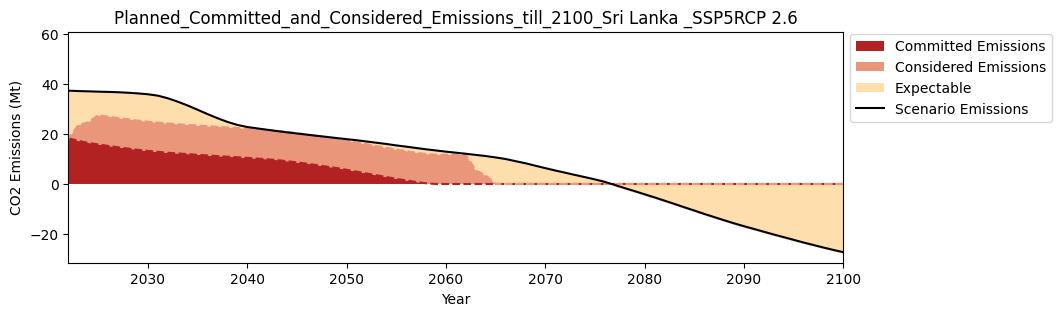 Planned_Committed_and_Considered_Emissions_till_2100_Sri Lanka _SSP5RCP 2.6
60
40
20
0
−20
CO2 Emissions (Mt)
2030
2040
2050
2060
2070
2080
2090
2100
Year
Committed Emissions
Considered Emissions
Expectable
Scenario Emissions